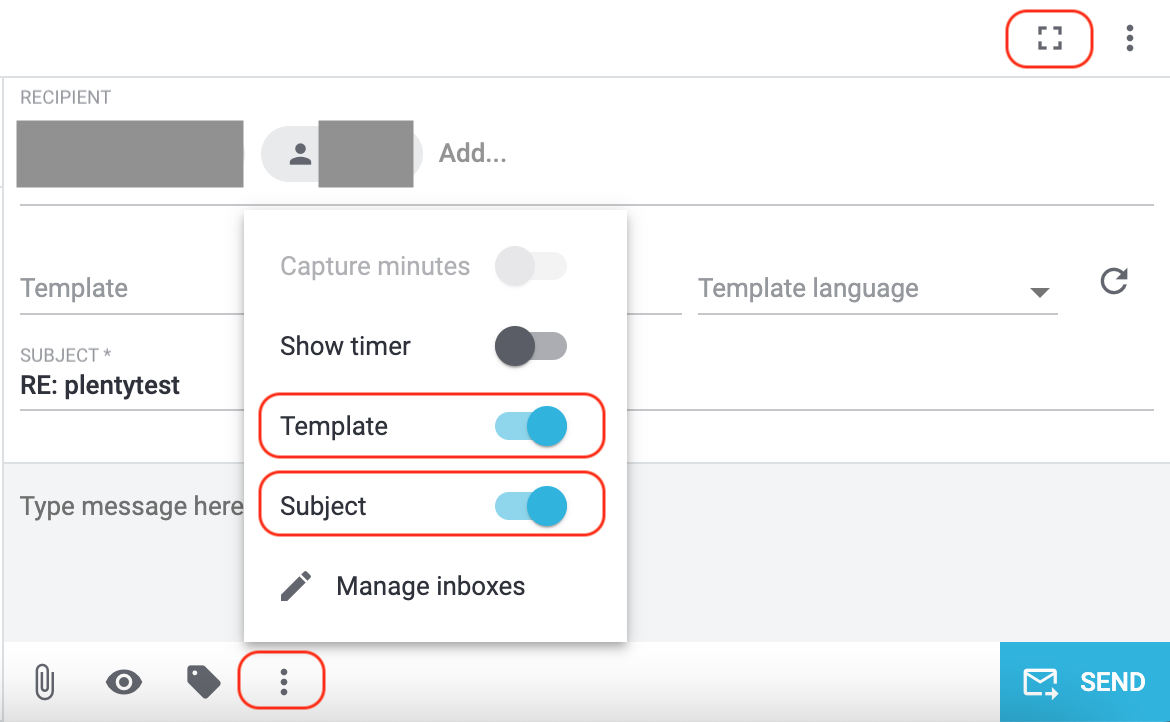 RECIPIENT
Add...
Capture minutes
Template
Template language
Show timer
SUBJECT *
RE: plentytest
Template
Type message here
Subject
Manage inboxes
SEND